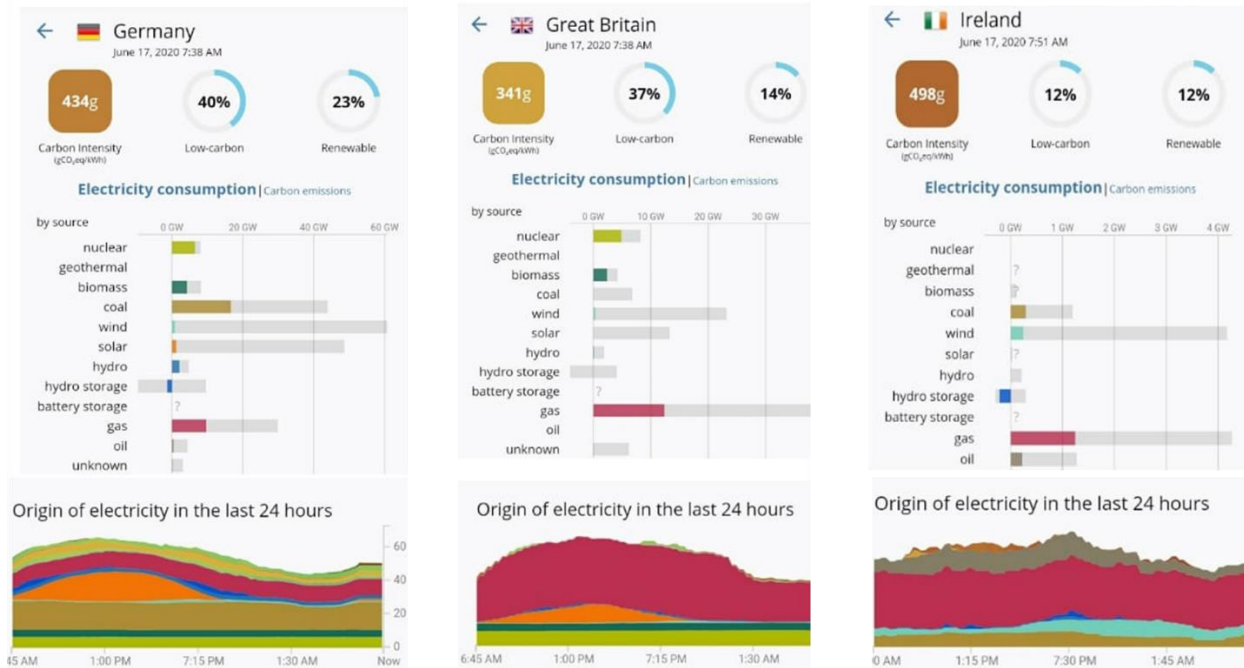 Germany
June 17, 2020 7:38 AM
434g
40%
23%
Carbon Intensity
(gCO₂eq/kWh)
Low-carbon
Renewable
Electricity consumption|Carbon emissions
by source
0 GW 20 GW 40 GW 60 GW
nuclear
geothermal
biomass
coal
wind
solar
hydro
hydro storage
battery storage ?
gas
oil
unknown
Origin of electricity in the last 24 hours
60
40
20
0
45 AM 1:00 PM 7:15 PM 1:30 AM Now
Great Britain
June 17, 2020 7:38 AM
341g
37%
14%
Carbon Intensity
(gCO₂eq/kWh)
Low-carbon
Renewable
Electricity consumption|Carbon emissions
by source
0 GW 10 GW 20 GW 30 GW
nuclear
geothermal
biomass
coal
wind
solar
hydro
hydro storage
battery storage ?
gas
oil
unknown
Origin of electricity in the last 24 hours
6:45 AM 1:00 PM 7:15 PM 1:30 AM
Ireland
June 17, 2020 7:51 AM
498g
12%
12%
Carbon Intensity
(gCO₂eq/kWh)
Low-carbon
Renewable
Electricity consumption|Carbon emissions
by source
0 GW 1 GW 2 GW 3 GW 4 GW
nuclear
geothermal ?
biomass ?
coal
wind
solar ?
hydro
hydro storage
battery storage ?
gas
oil
Origin of electricity in the last 24 hours
0 AM 1:15 PM 7:30 PM 1:45 AM